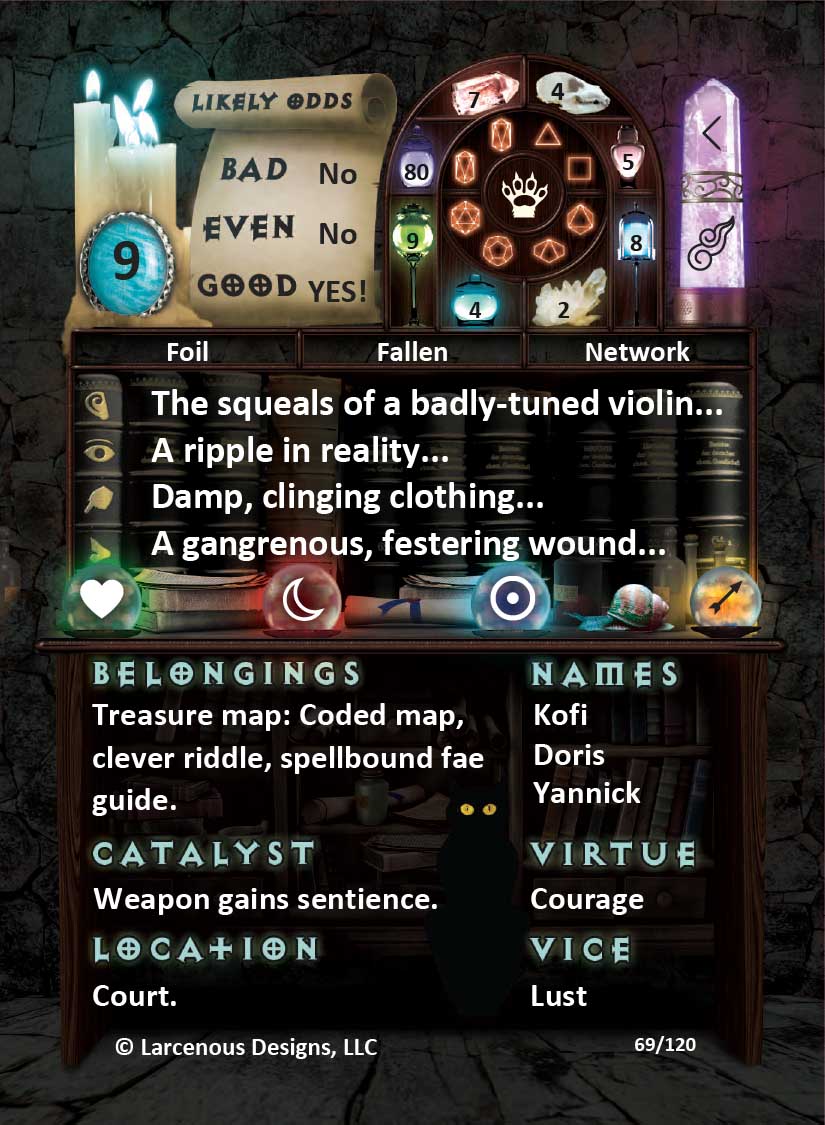 LIKELY ODDS
BAD No
EVEN No
GOOD YES!
9
7
4
80
5
9
8
4
2
Foil Fallen Network
The squeals of a badly-tuned violin...
A ripple in reality...
Damp, clinging clothing...
A gangrenous, festering wound...
BELONGINGS
Treasure map: Coded map,
clever riddle, spellbound fae
guide.
NAMES
Kofi
Doris
Yannick
CATALYST
Weapon gains sentience.
VIRTUE
Courage
LOCATION
Court.
VICE
Lust
© Larcenous Designs, LLC
69/120